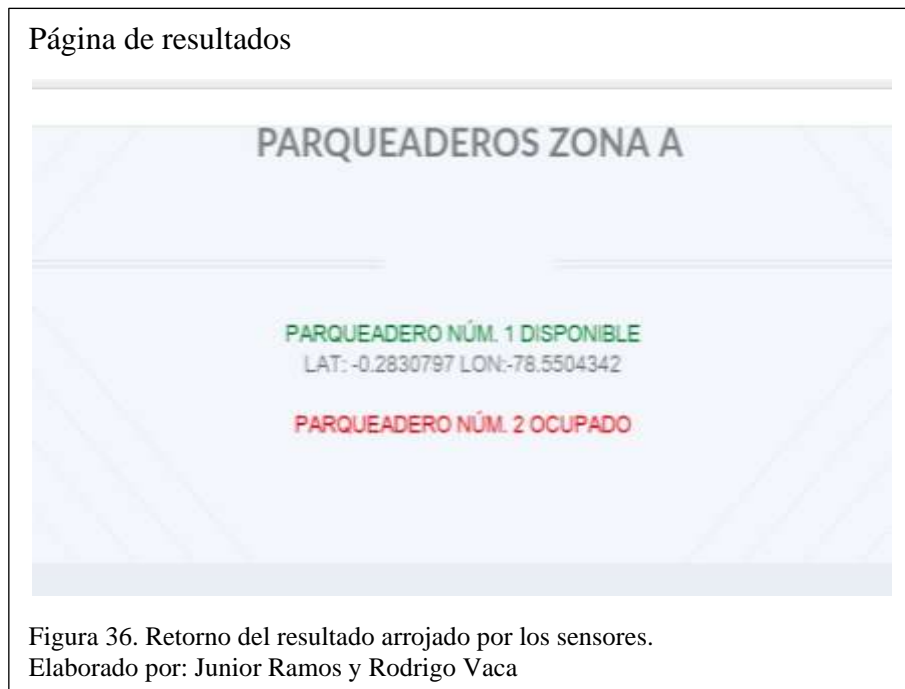 Página de resultados
PARQUEADEROS ZONA A
PARQUEADERO NÚM. 1 DISPONIBLE
LAT: -0.2830797 LON:-78.5504342
PARQUEADERO NÚM. 2 OCUPADO
Figura 36. Retorno del resultado arrojado por los sensores.
Elaborado por: Junior Ramos y Rodrigo Vaca